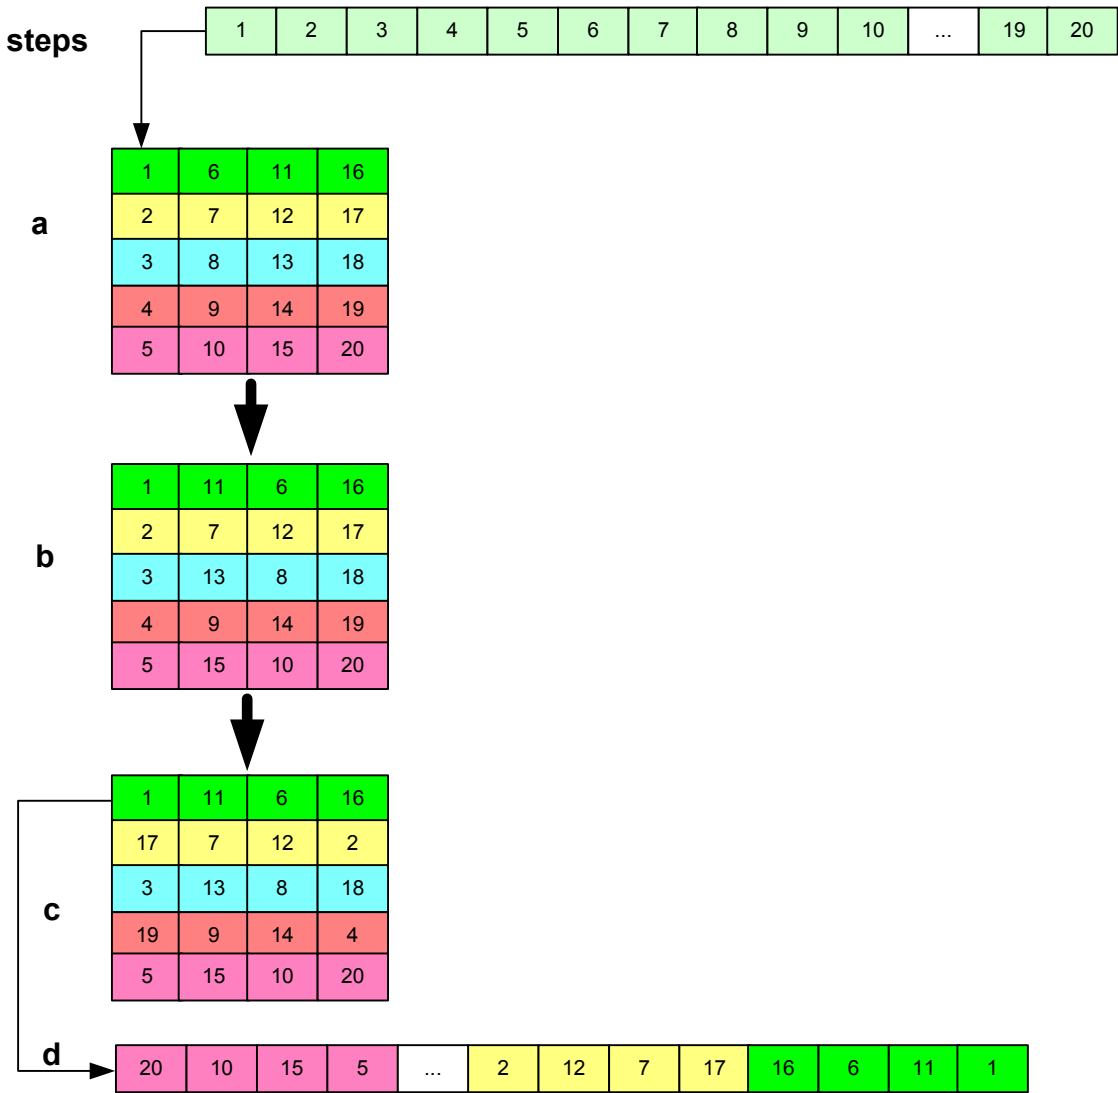 steps 1 2 3 4 5 6 7 8 9 10 ... 19 20
1 6 11 16
a 2 7 12 17
3 8 13 18
4 9 14 19
5 10 15 20
1 11 6 16
2 7 12 17
b 3 13 8 18
4 9 14 19
5 15 10 20
1 11 6 16
17 7 12 2
c 3 13 8 18
19 9 14 4
5 15 10 20
d 20 10 15 5 ... 2 12 7 17 16 6 11 1